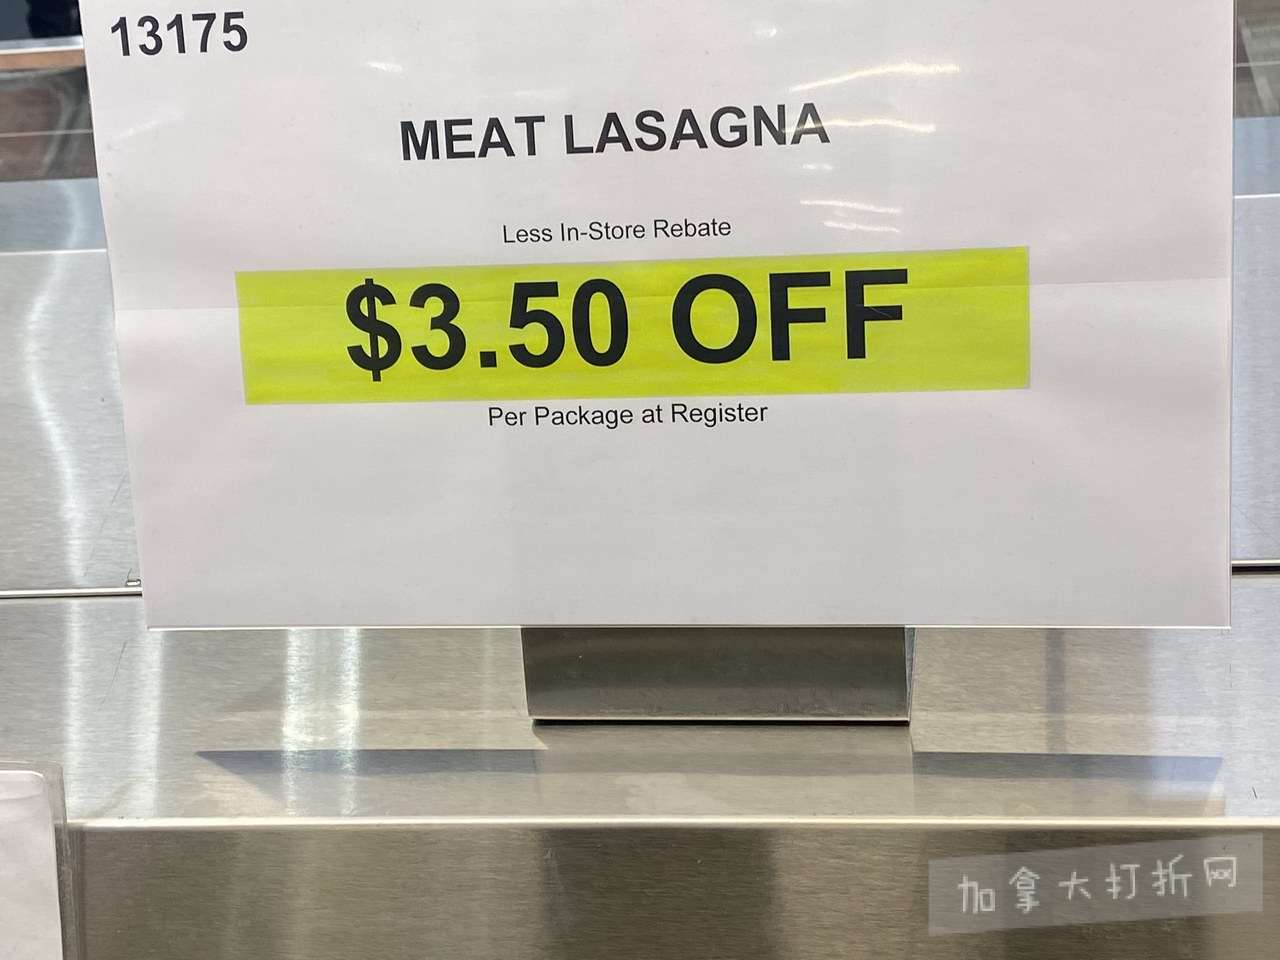 13175
MEAT LASAGNA
Less In-Store Rebate
$3.50 OFF
Per Package at Register
加拿大打折网